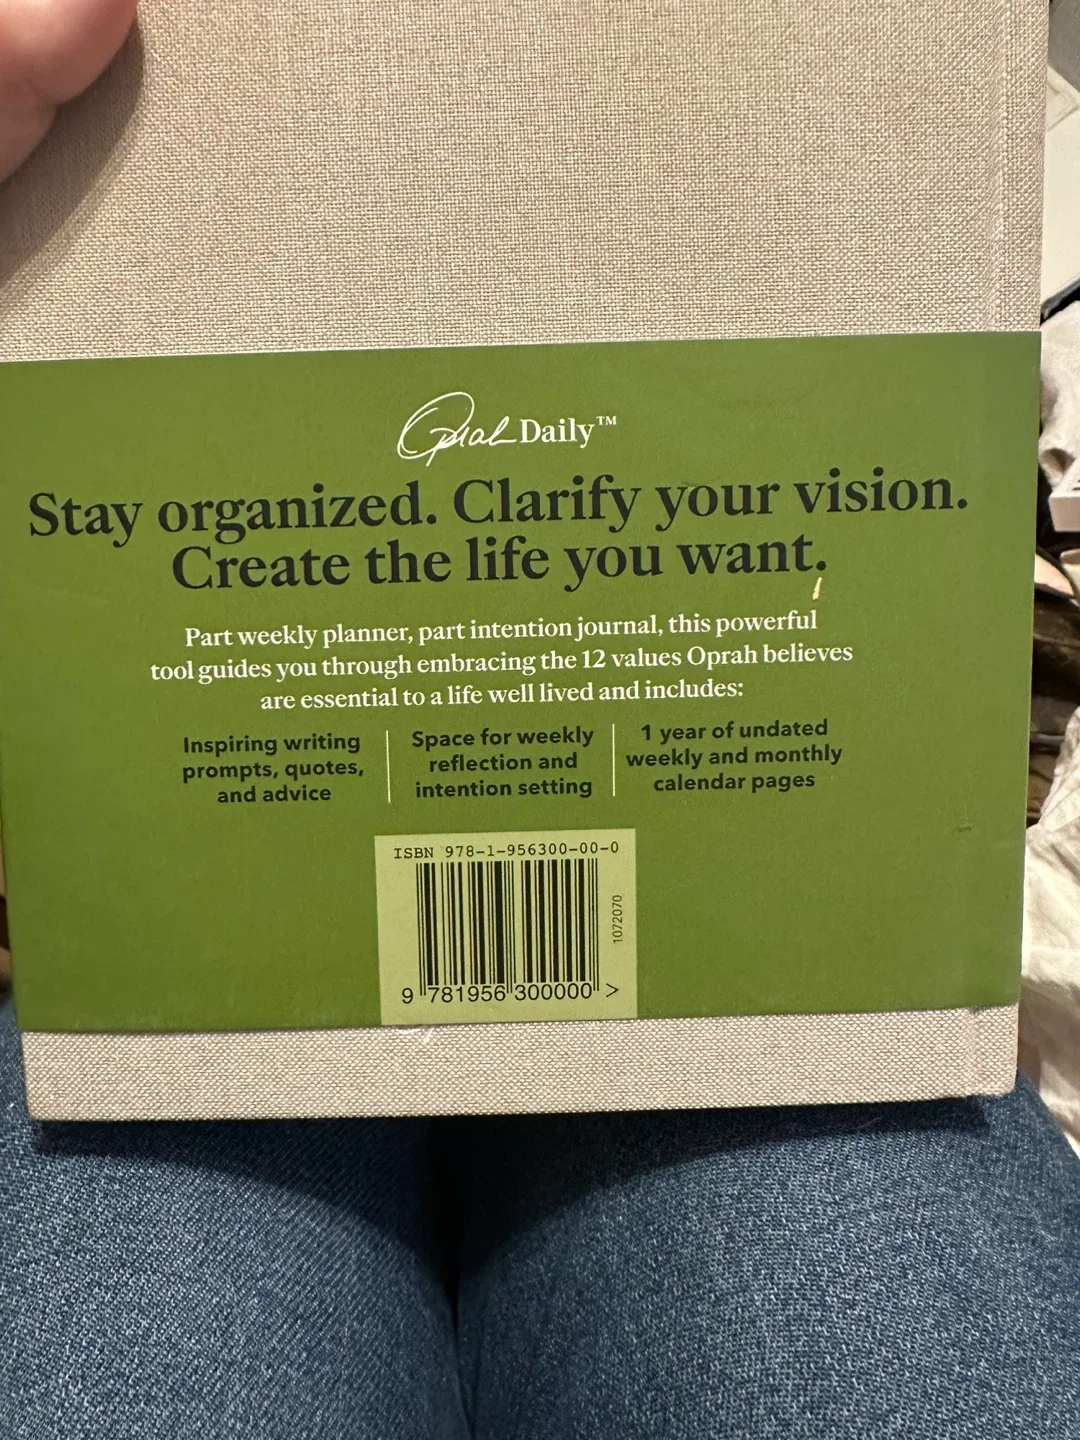 Oprah Daily™
Stay organized. Clarify your vision.
Create the life you want.
Part weekly planner, part intention journal, this powerful
tool guides you through embracing the 12 values Oprah believes
are essential to a life well lived and includes:
Inspiring writing
prompts, quotes,
and advice
Space for weekly
reflection and
intention setting
1 year of undated
weekly and monthly
calendar pages
ISBN 978-1-956300-00-0
1072070
9 781956 300000 >